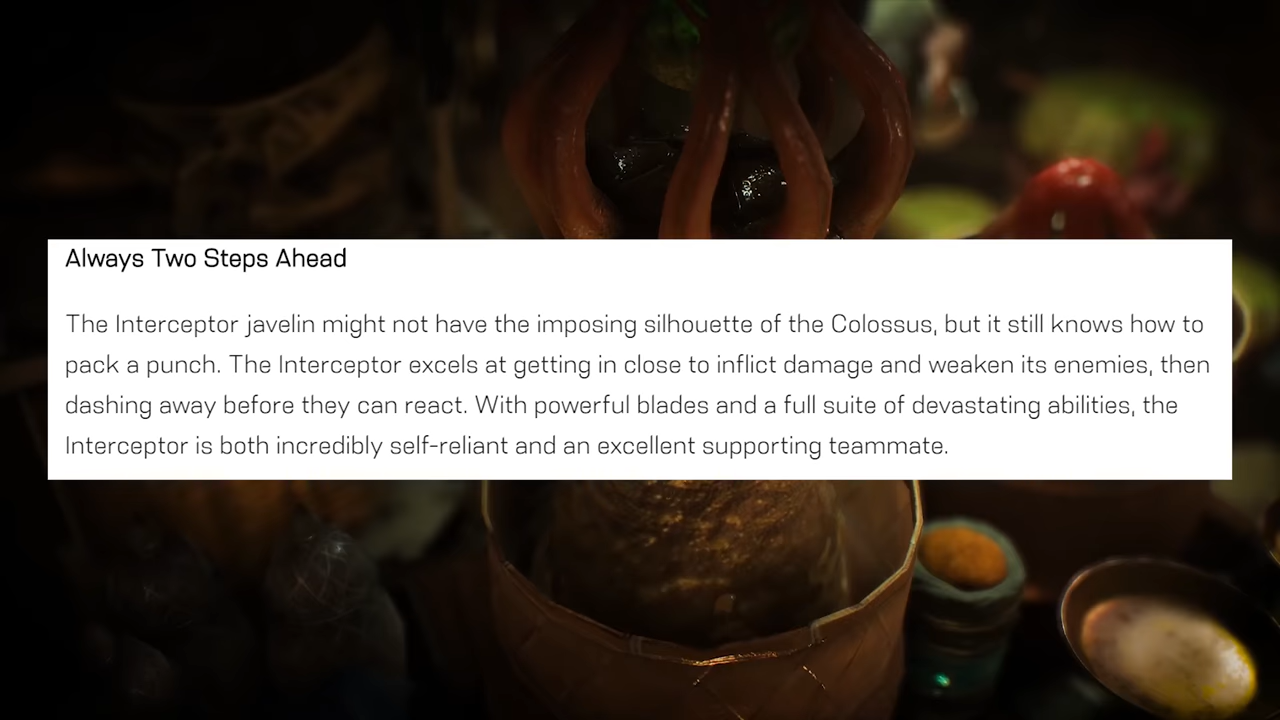 Always Two Steps Ahead
The Interceptor javelin might not have the imposing silhouette of the Colossus, but it still knows how to
pack a punch. The Interceptor excels at getting in close to inflict damage and weaken its enemies, then
dashing away before they can react. With powerful blades and a full suite of devastating abilities, the
Interceptor is both incredibly self-reliant and an excellent supporting teammate.